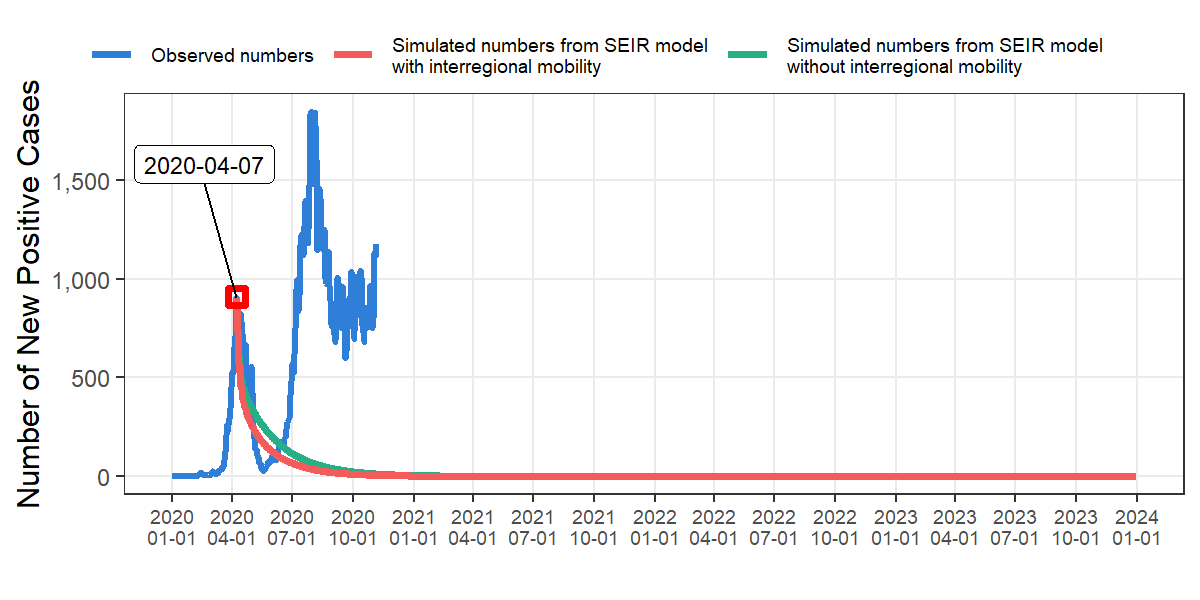 Observed numbers
Simulated numbers from SEIR model
with interregional mobility
Simulated numbers from SEIR model
without interregional mobility
Number of New Positive Cases
2020-04-07
1,500
1,000
500
0
2020 2020 2020 2020 2021 2021 2021 2021 2022 2022 2022 2022 2023 2023 2023 2023 2024
01-01 04-01 07-01 10-01 01-01 04-01 07-01 10-01 01-01 04-01 07-01 10-01 01-01 04-01 07-01 10-01 01-01